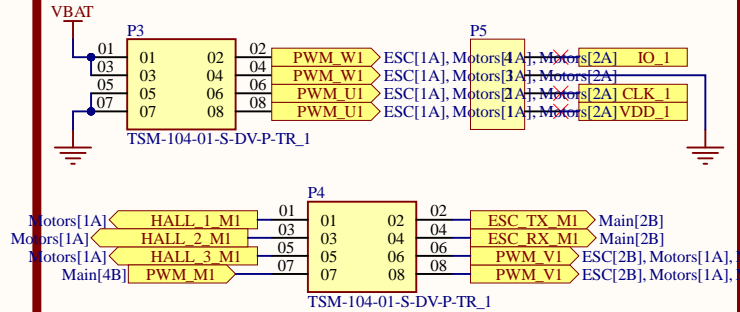 VBAT
P3
P5
01 01 02 02 PWM_W1 ESC[1A], Motors[1A], Motors[2A] 4 IO_1
03 03 04 04 PWM_W1 ESC[1A], Motors[1A], Motors[2A] 3
05 05 06 06 PWM_U1 ESC[1A], Motors[1A], Motors[2A] 2 CLK_1
07 07 08 08 PWM_U1 ESC[1A], Motors[1A], Motors[2A] 1 VDD_1
TSM-104-01-S-DV-P-TR_1
P4
Motors[1A] HALL_1_M1 01 01 02 02 ESC_TX_M1 Main[2B]
Motors[1A] HALL_2_M1 03 03 04 04 ESC_RX_M1 Main[2B]
Motors[1A] HALL_3_M1 05 05 06 06 PWM_V1 ESC[2B], Motors[1A],
Main[4B] PWM_M1 07 07 08 08 PWM_V1 ESC[2B], Motors[1A],
TSM-104-01-S-DV-P-TR_1